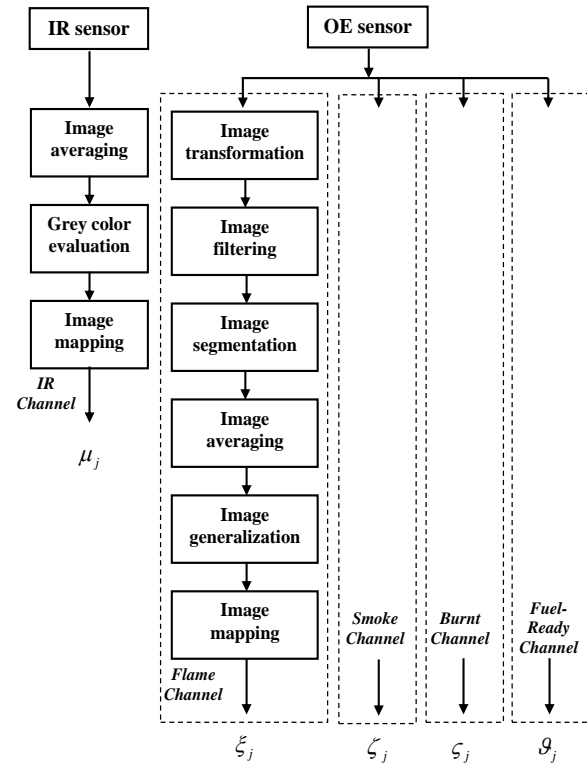 IR sensor
OE sensor
Image
averaging
Grey color
evaluation
Image
mapping
IR
Channel
μ_j
Image
transformation
Image
filtering
Image
segmentation
Image
averaging
Image
generalization
Image
mapping
Flame
Channel
ξ_j
Smoke
Channel
ζ_j
Burnt
Channel
ς_j
Fuel-
Ready
Channel
ϑ_j